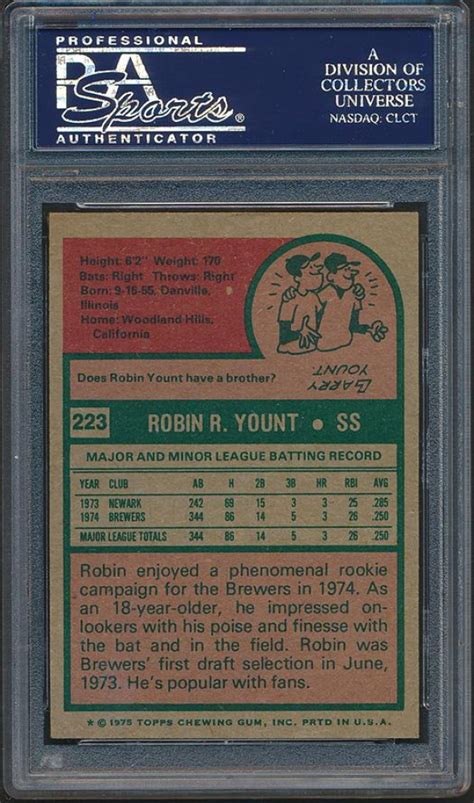 PROFESSIONAL
PSA
Sports®
AUTHENTICATOR
A
DIVISION OF
COLLECTORS
UNIVERSE
NASDAQ: CLCT
Height: 6'2" Weight: 170
Bats: Right Throws: Right
Born: 9-16-55, Danville,
Illinois
Home: Woodland Hills,
California
Does Robin Yount have a brother?
LARRY
YOUNT
223 ROBIN R. YOUNT • SS
MAJOR AND MINOR LEAGUE BATTING RECORD
YEAR CLUB AB H 2B 3B HR RBI AVG
1973 NEWARK 242 69 15 3 3 25 .285
1974 BREWERS 344 86 14 5 3 26 .250
MAJOR LEAGUE TOTALS 344 86 14 5 3 26 .250
Robin enjoyed a phenomenal rookie
campaign for the Brewers in 1974. As
an 18-year-older, he impressed on-
lookers with his poise and finesse with
the bat and in the field. Robin was
Brewers' first draft selection in June,
1973. He's popular with fans.
* © 1975 TOPPS CHEWING GUM, INC. PRTD IN U.S.A.